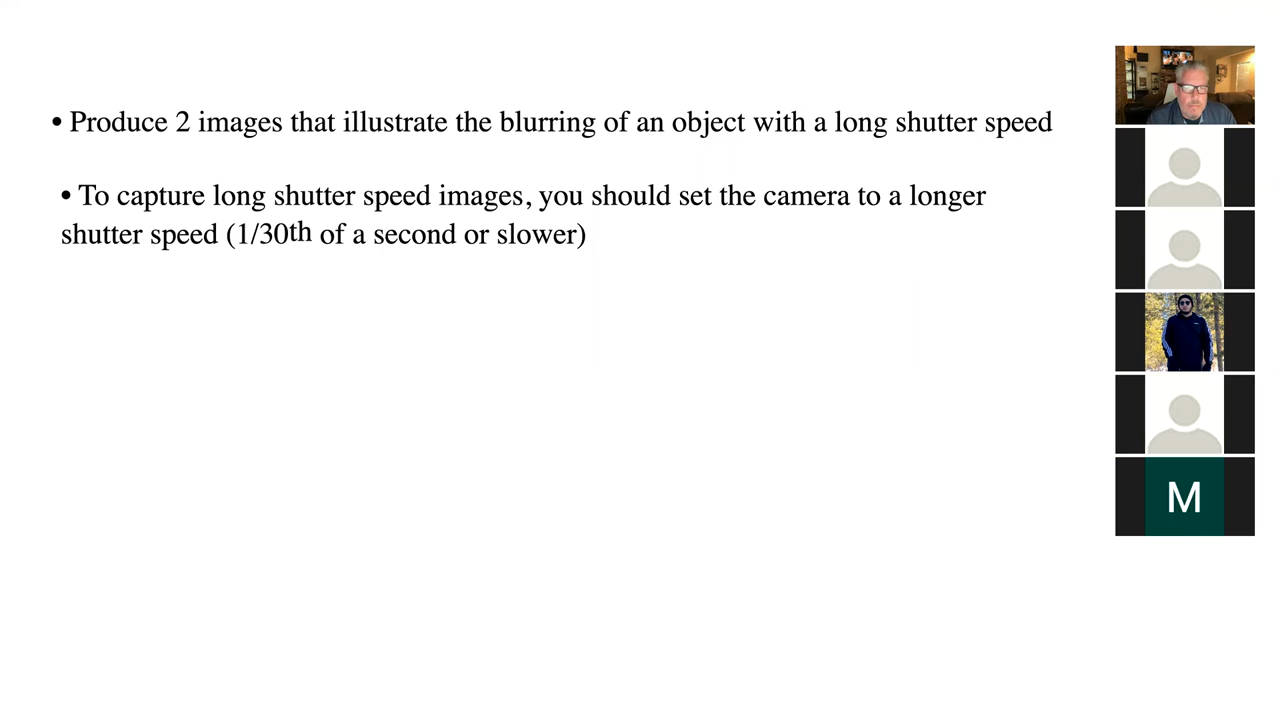 • Produce 2 images that illustrate the blurring of an object with a long shutter speed
• To capture long shutter speed images, you should set the camera to a longer
shutter speed (1/30th of a second or slower)
M